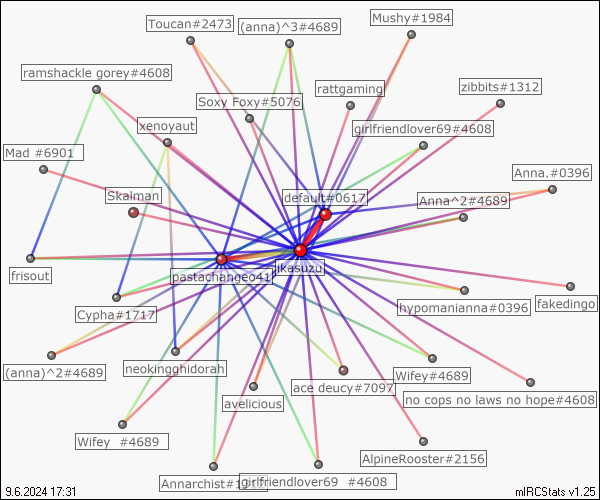 Toucan#2473
(anna)^3#4689
Mushy#1984
ramshackle gorey#4608
rattgaming
zibbits#1312
Soxy Foxy#5076
xenoyaut
girlfriendlover69#4608
Mad #6901
Anna.#0396
Skalman
default#0617
Anna^2#4689
jikasuzu
frisout
pastachangeo41
Cypha#1717
hypomanianna#0396
fakedingo
(anna)^2#4689
neokingghidorah
Wifey#4689
ace deucy#7097
avelicious
no cops no laws no hope#4608
Wifey #4689
AlpineRooster#2156
girlfriendlover69 #4608
9.6.2024 17:31
mIRCStats v1.25